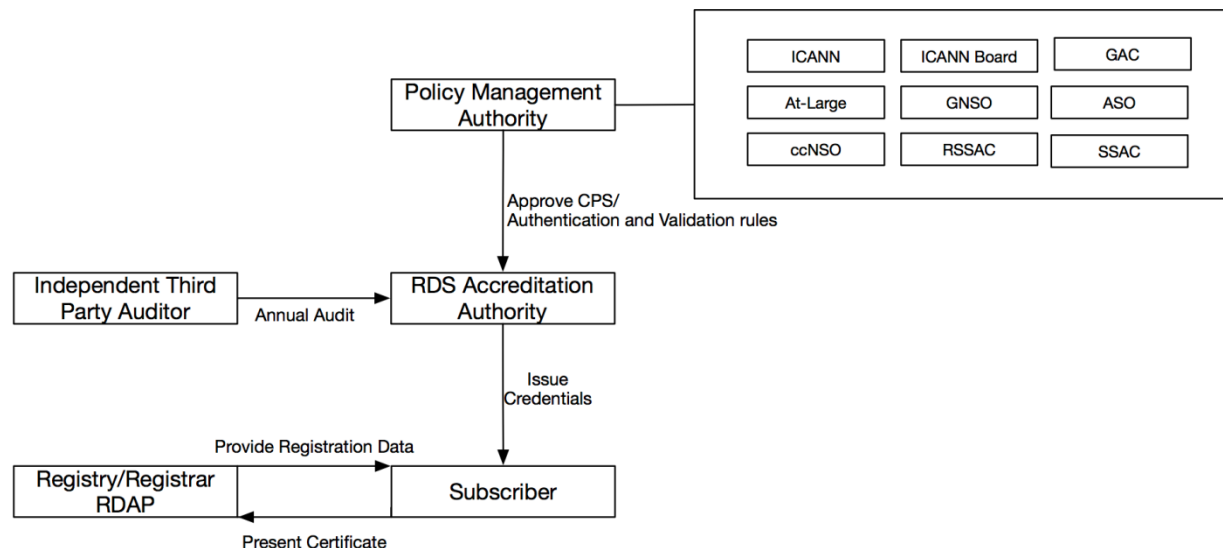 ICANN
ICANN Board
GAC
Policy Management
Authority
At-Large
GNSO
ASO
ccNSO
RSSAC
SSAC
Approve CPS/
Authentication and Validation rules
Independent Third
Party Auditor
Annual Audit
RDS Accreditation
Authority
Issue
Credentials
Provide Registration Data
Registry/Registrar
RDAP
Subscriber
Present Certificate